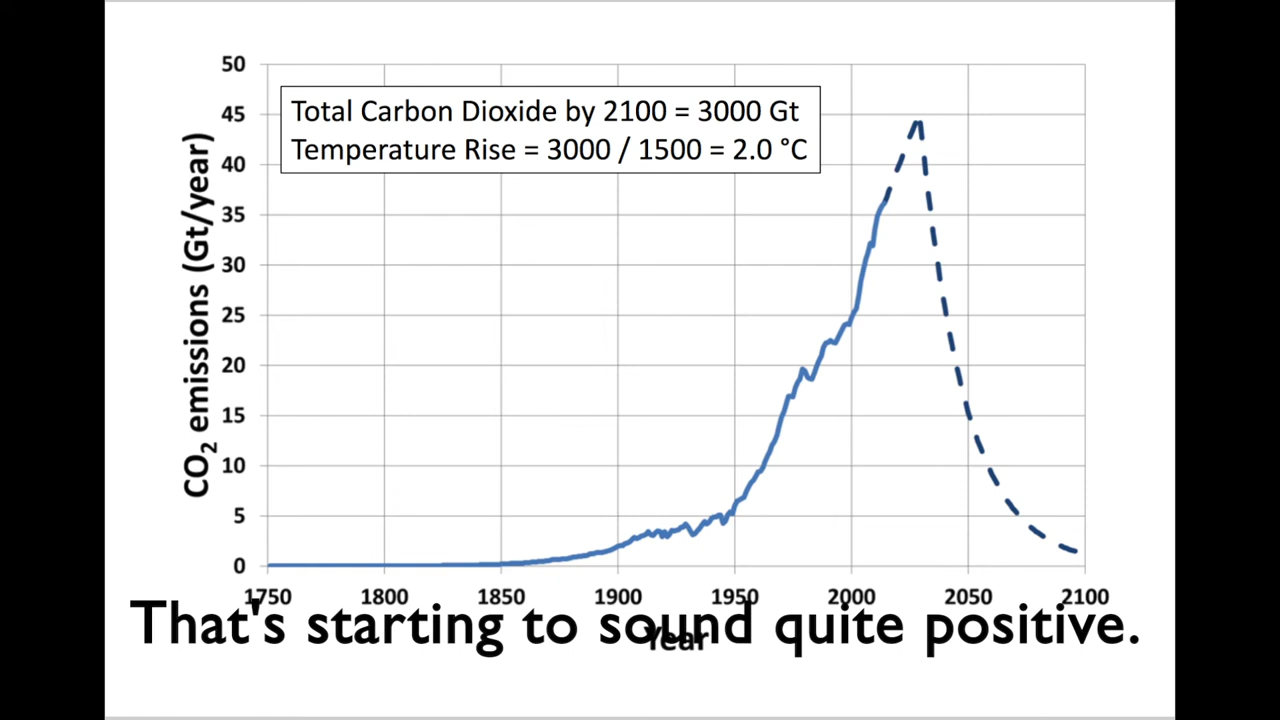 Total Carbon Dioxide by 2100 = 3000 Gt
Temperature Rise = 3000 / 1500 = 2.0 °C
CO₂ emissions (Gt/year)
50
45
40
35
30
25
20
15
10
5
0
1750 1800 1850 1900 1950 2000 2050 2100
Year
That's starting to sound quite positive.